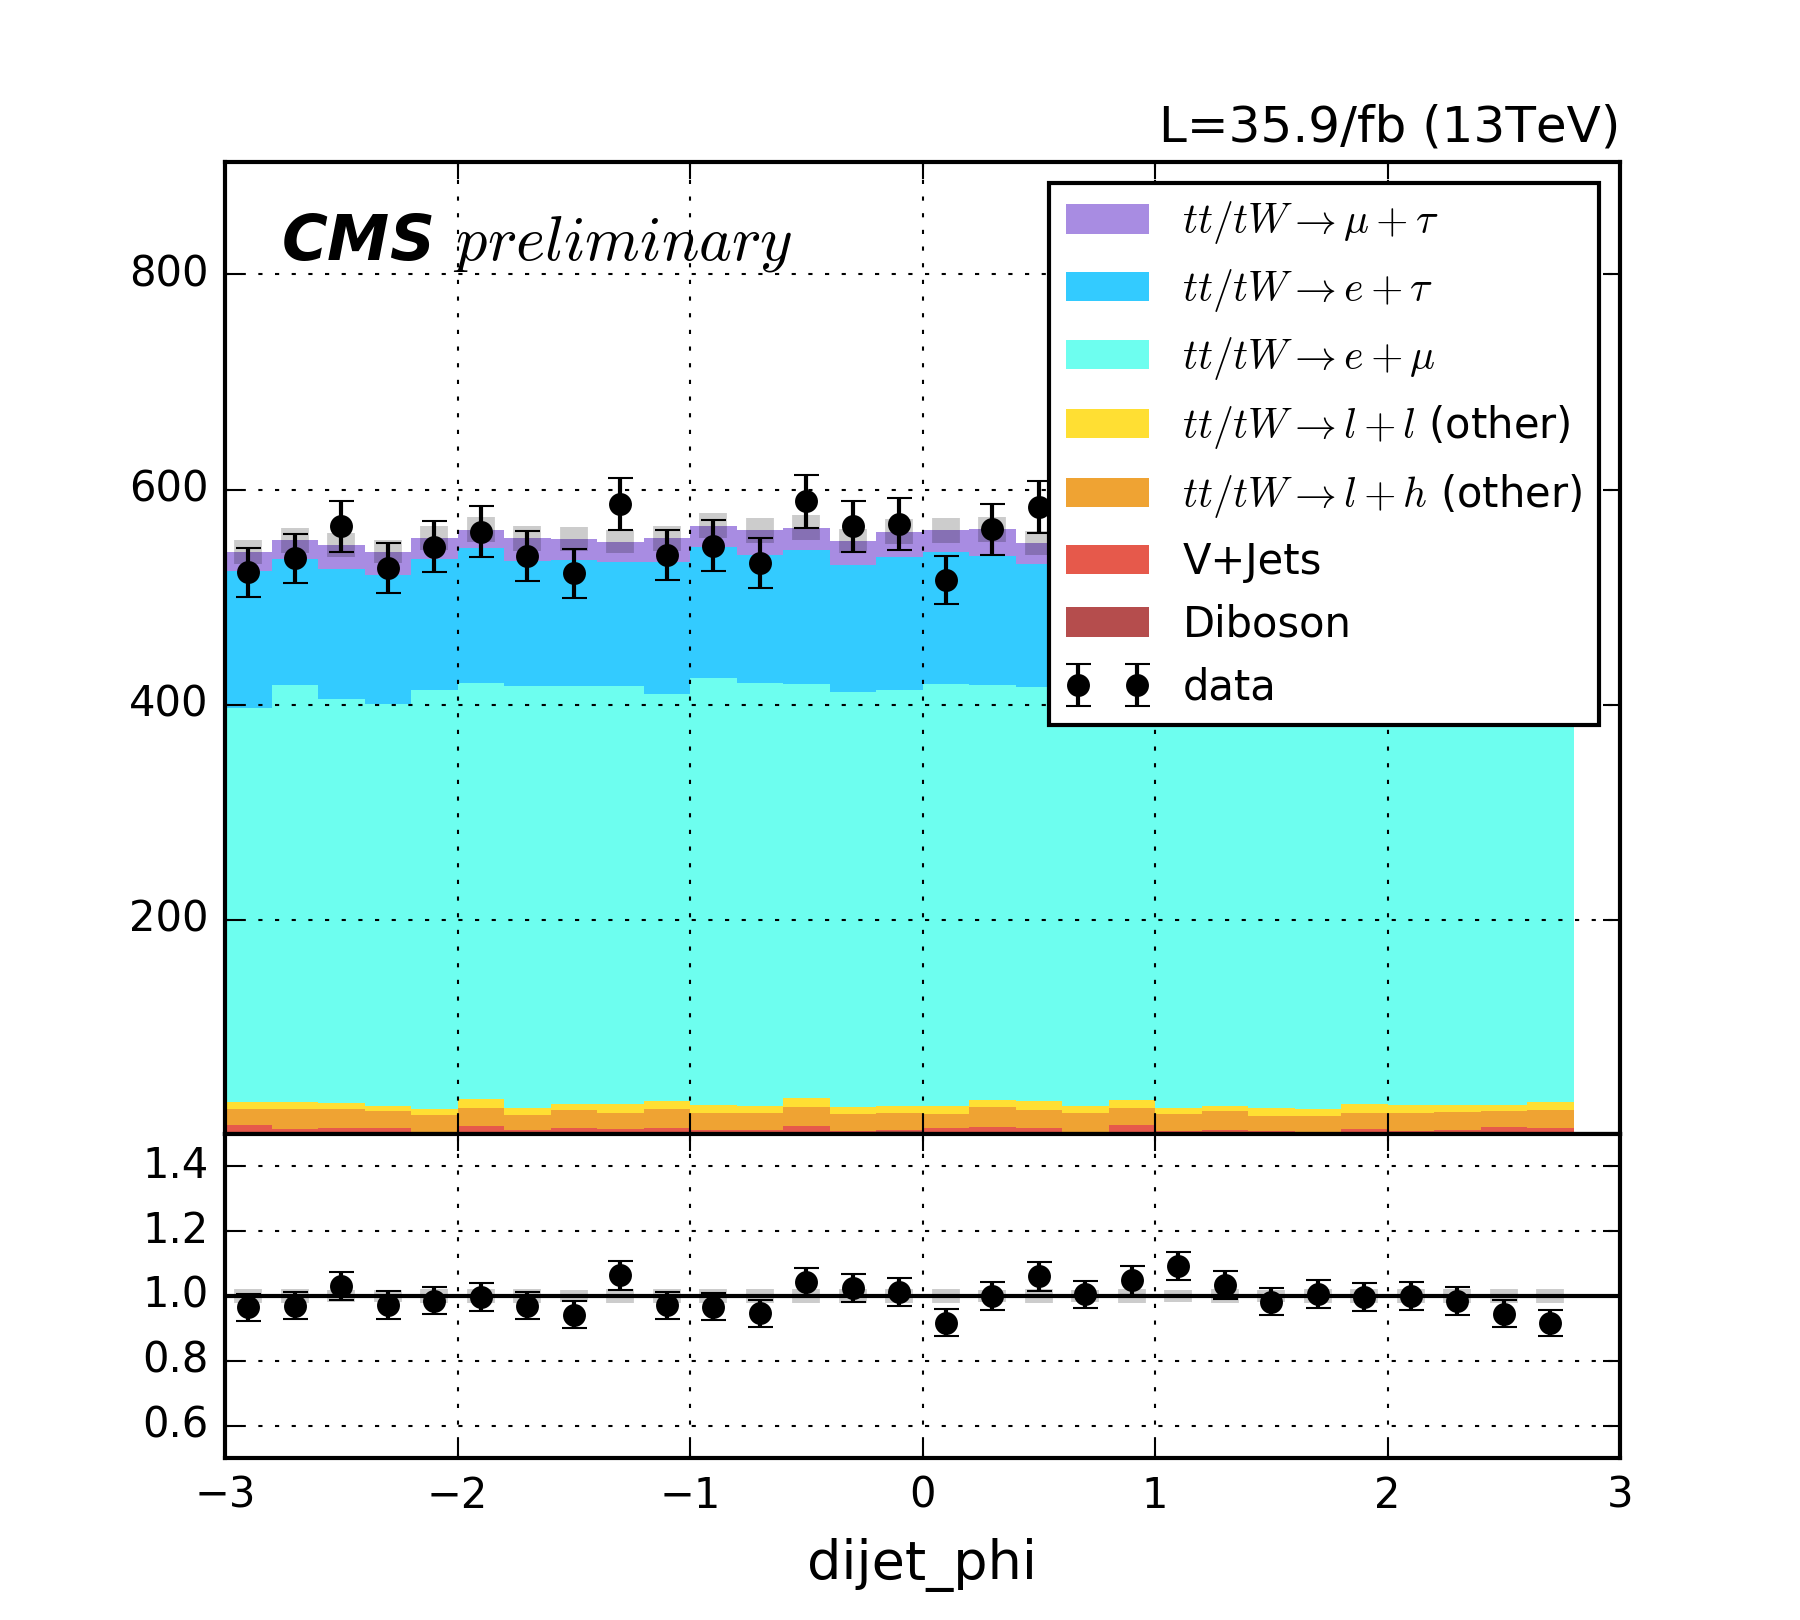 L=35.9/fb (13TeV)
CMS preliminary
tt/tW→μ+τ
tt/tW→e+τ
tt/tW→e+μ
tt/tW→l+l (other)
tt/tW→l+h (other)
V+Jets
Diboson
data
800
600
400
200
1.4
1.2
1.0
0.8
0.6
−3 −2 −1 0 1 2 3
dijet_phi